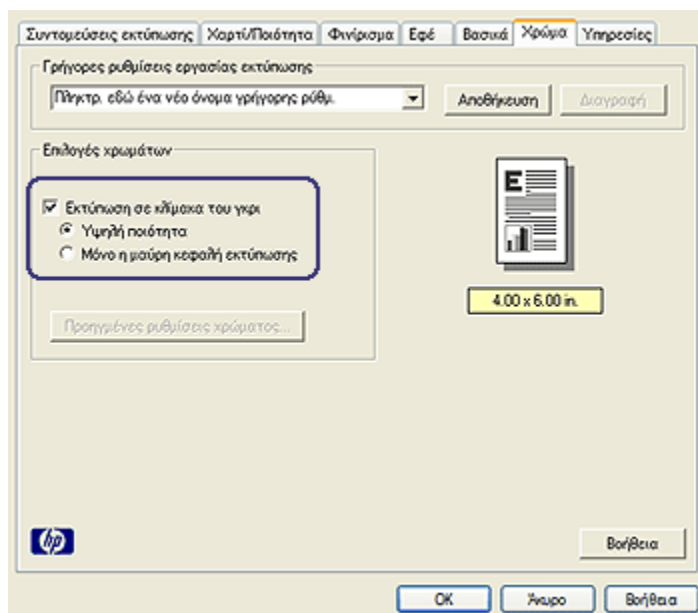 Συντομεύσεις εκτύπωσης Χαρτί/Ποιότητα Φινίρισμα Εφέ Βασικά Χρώμα Υπηρεσίες
Γρήγορες ρυθμίσεις εργασίας εκτύπωσης
Πληκτρ. εδώ ένα νέο όνομα γρήγορης ρύθμ. Αποθήκευση Διαγραφή
Επιλογές χρωμάτων
Εκτύπωση σε κλίμακα του γκρι
Υψηλή ποιότητα
Μόνο η μαύρη κεφαλή εκτύπωσης
E
4.00 x 6.00 in.
Προηγμένες ρυθμίσεις χρώματος...
hp
Βοήθεια
OK Άκυρο Βοήθεια